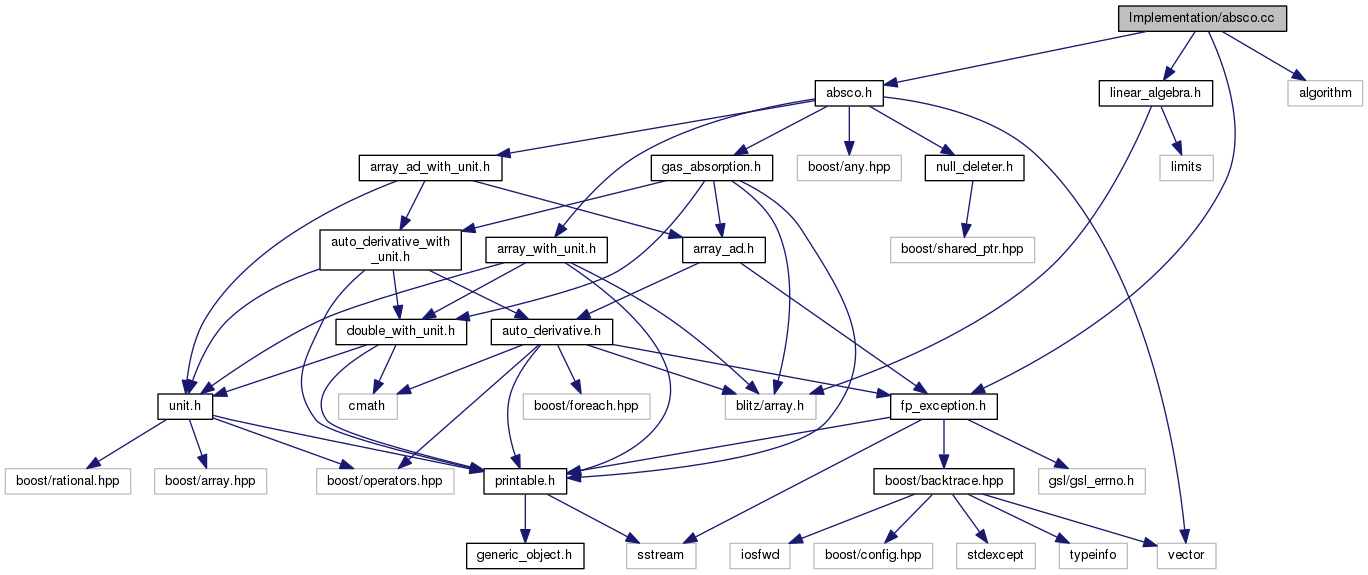 Implementation/absco.cc
absco.h
linear_algebra.h
algorithm
array_ad_with_unit.h
gas_absorption.h
boost/any.hpp
null_deleter.h
limits
auto_derivative_with
_unit.h
array_with_unit.h
array_ad.h
boost/shared_ptr.hpp
double_with_unit.h
auto_derivative.h
unit.h
cmath
boost/foreach.hpp
blitz/array.h
fp_exception.h
boost/rational.hpp
boost/array.hpp
boost/operators.hpp
printable.h
boost/backtrace.hpp
gsl/gsl_errno.h
generic_object.h
sstream
iosfwd
boost/config.hpp
stdexcept
typeinfo
vector